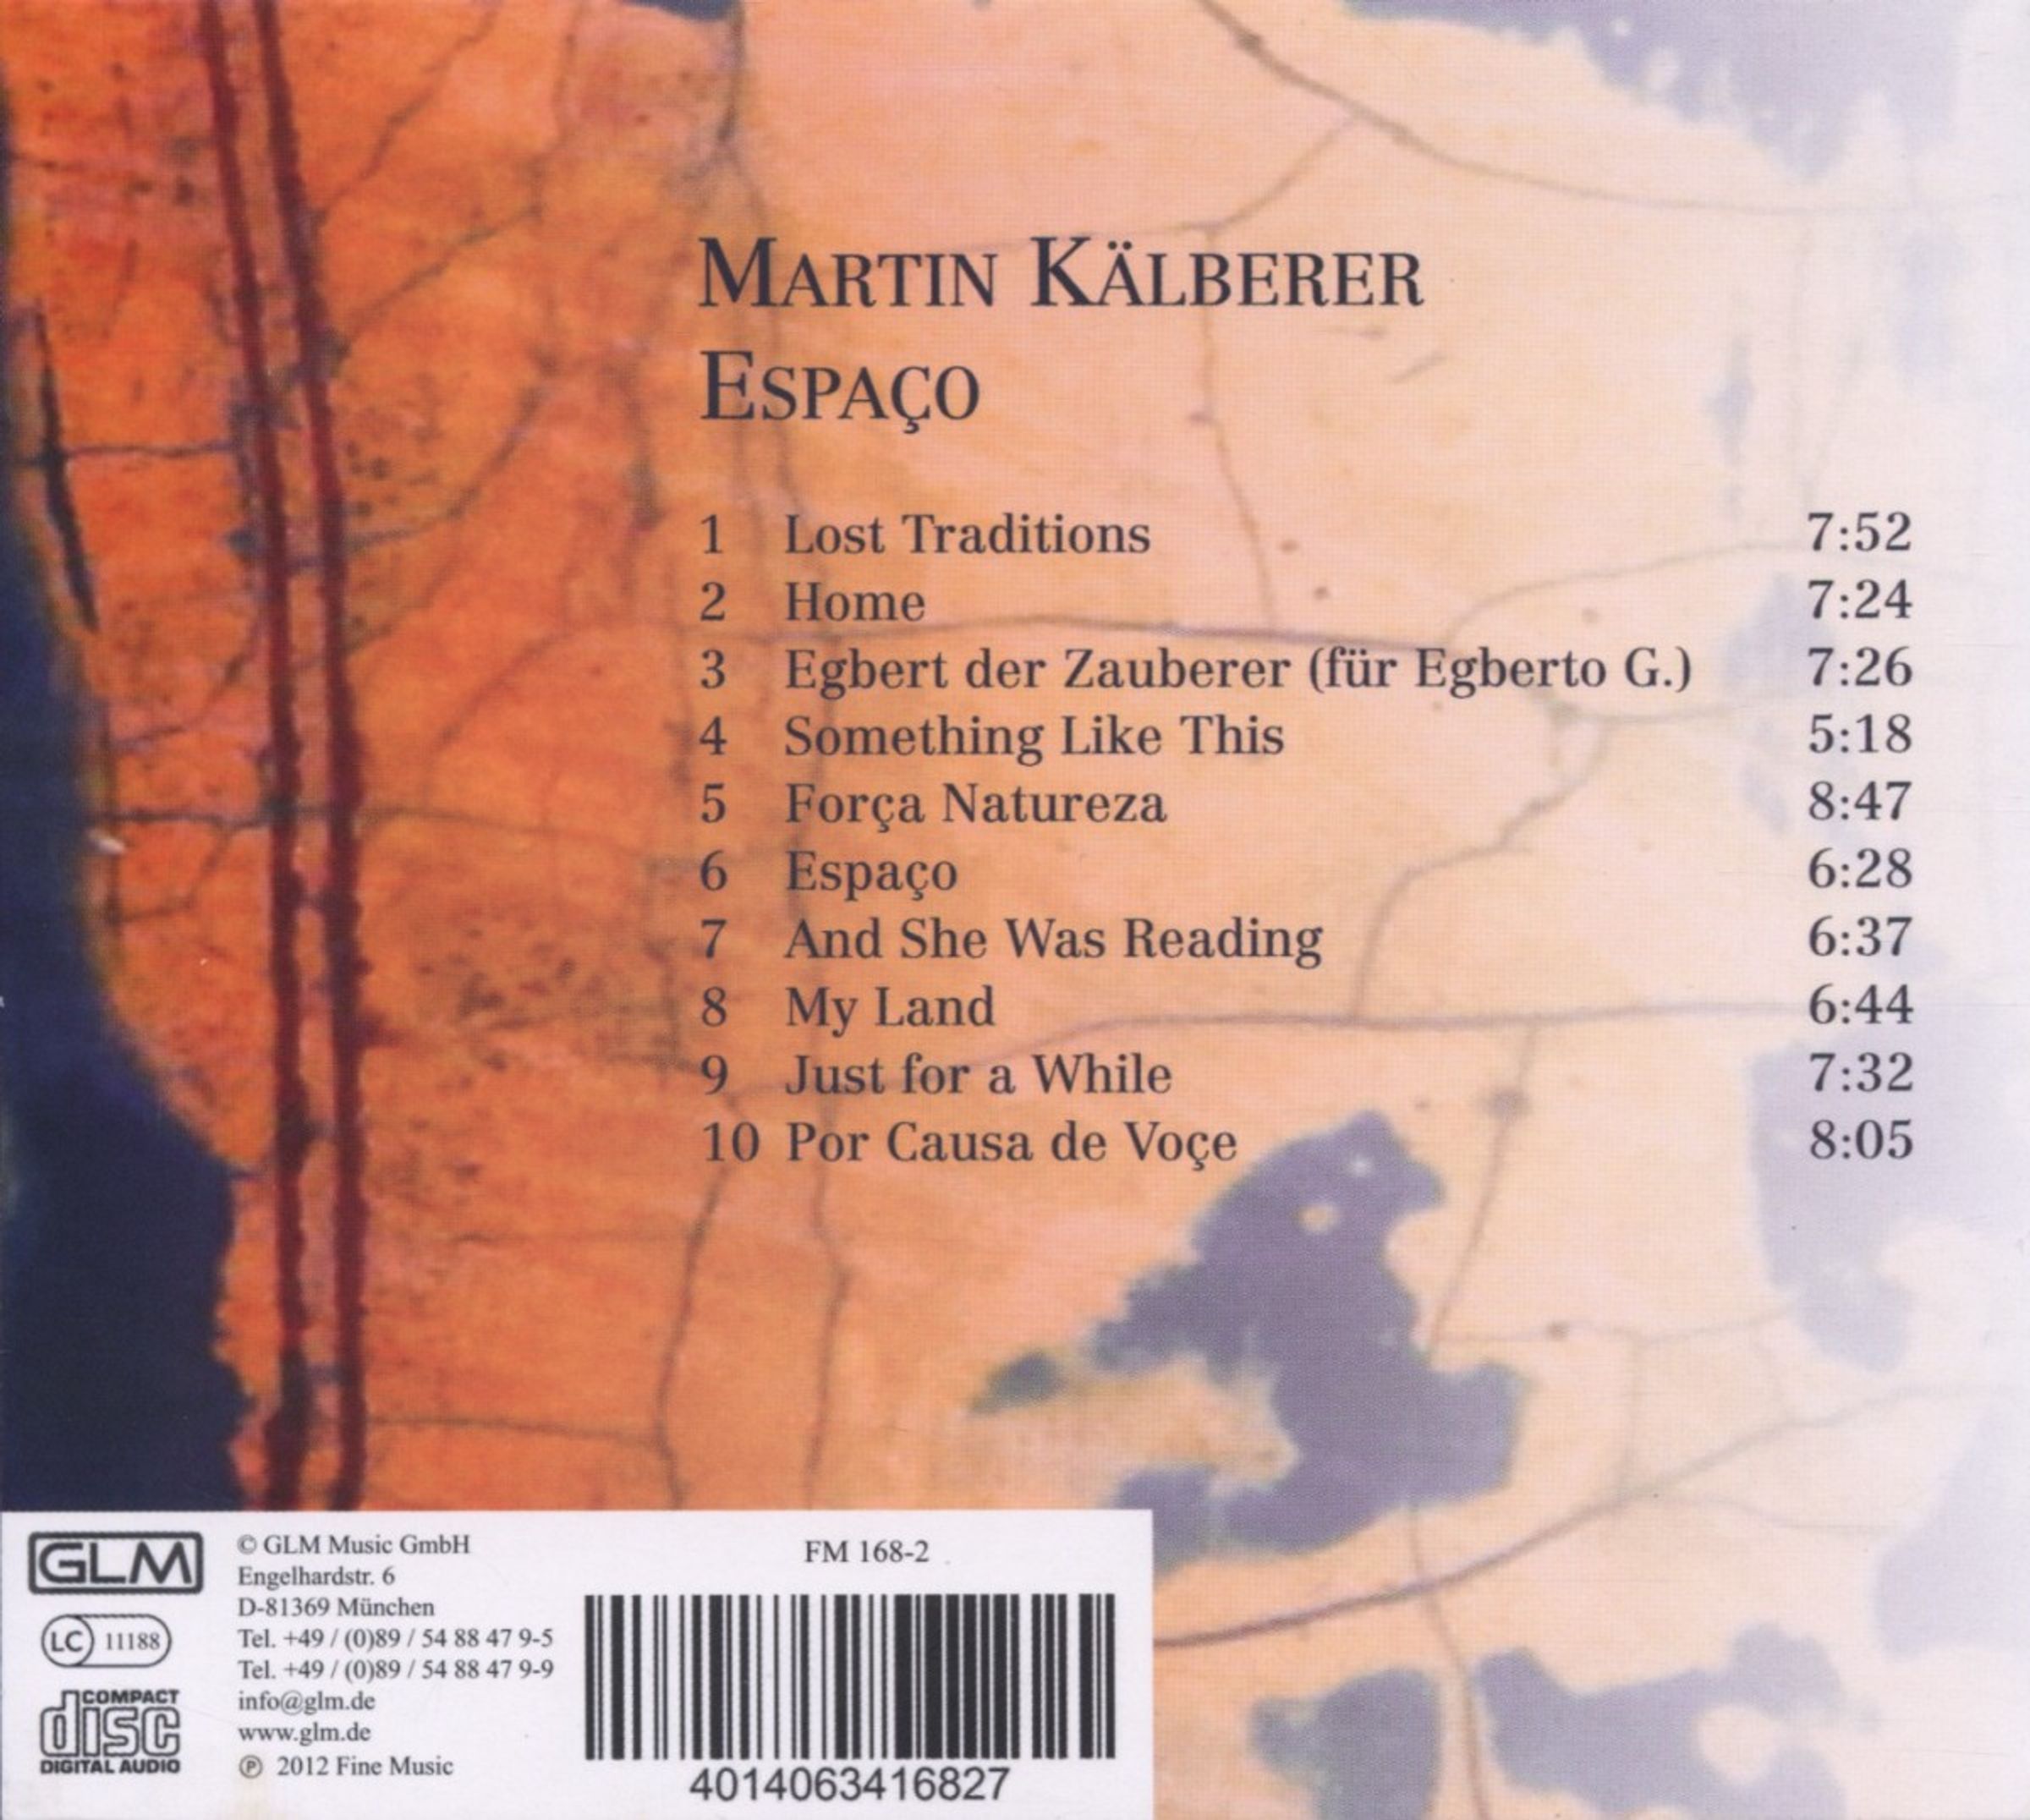 MARTIN KÄLBERER
ESPAÇO
1 Lost Traditions 7:52
2 Home 7:24
3 Egbert der Zauberer (für Egberto G.) 7:26
4 Something Like This 5:18
5 Força Natureza 8:47
6 Espaço 6:28
7 And She Was Reading 6:37
8 My Land 6:44
9 Just for a While 7:32
10 Por Causa de Voçe 8:05
GLM
LC 11188
COMPACT
disc
DIGITAL AUDIO
© GLM Music GmbH
Engelhardstr. 6
D-81369 München
Tel. +49 / (0)89 / 54 88 47 9-5
Tel. +49 / (0)89 / 54 88 47 9-9
info@glm.de
www.glm.de
℗ 2012 Fine Music
FM 168-2
4014063416827